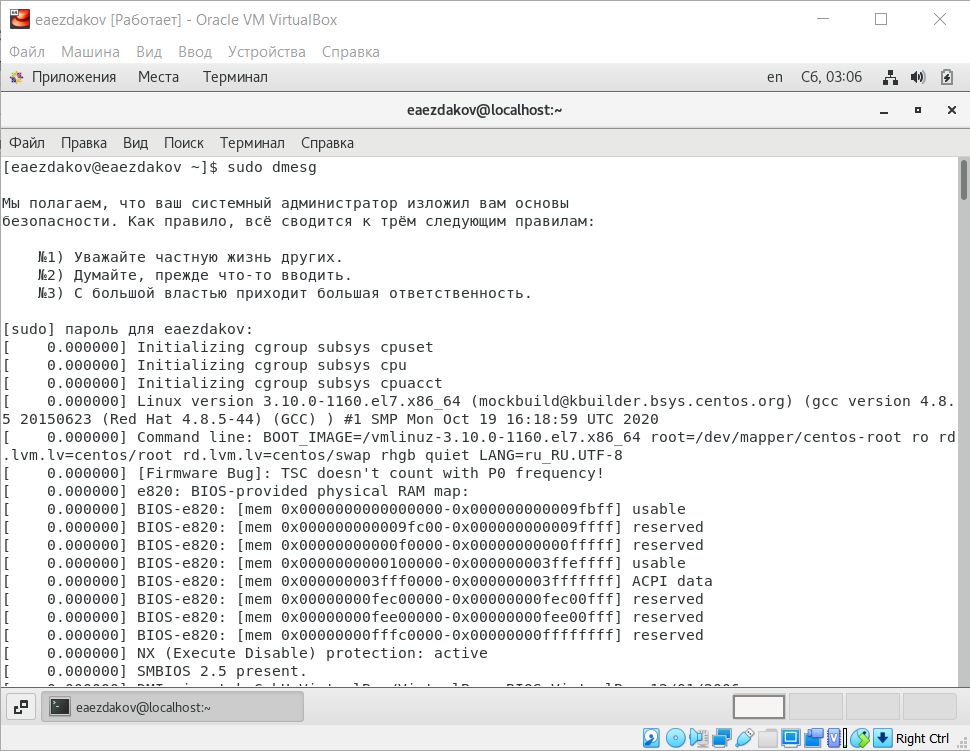 eaezdakov [Работает] - Oracle VM VirtualBox
Файл Машина Вид Ввод Устройства Справка
Приложения Места Терминал en Сб, 03:06
eaezdakov@localhost:~
Файл Правка Вид Поиск Терминал Справка
[eaezdakov@eaezdakov ~]$ sudo dmesg
Мы полагаем, что ваш системный администратор изложил вам основы
безопасности. Как правило, всё сводится к трём следующим правилам:
№1) Уважайте частную жизнь других.
№2) Думайте, прежде что-то вводить.
№3) С большой властью приходит большая ответственность.
[sudo] пароль для eaezdakov:
[    0.000000] Initializing cgroup subsys cpuset
[    0.000000] Initializing cgroup subsys cpu
[    0.000000] Initializing cgroup subsys cpuacct
[    0.000000] Linux version 3.10.0-1160.el7.x86_64 (mockbuild@kbuilder.bsys.centos.org) (gcc version 4.8.
5 20150623 (Red Hat 4.8.5-44) (GCC) ) #1 SMP Mon Oct 19 16:18:59 UTC 2020
[    0.000000] Command line: BOOT_IMAGE=/vmlinuz-3.10.0-1160.el7.x86_64 root=/dev/mapper/centos-root ro rd
.lvm.lv=centos/root rd.lvm.lv=centos/swap rhgb quiet LANG=ru_RU.UTF-8
[    0.000000] [Firmware Bug]: TSC doesn't count with P0 frequency!
[    0.000000] e820: BIOS-provided physical RAM map:
[    0.000000] BIOS-e820: [mem 0x0000000000000000-0x000000000009fbff] usable
[    0.000000] BIOS-e820: [mem 0x000000000009fc00-0x000000000009ffff] reserved
[    0.000000] BIOS-e820: [mem 0x00000000000f0000-0x00000000000fffff] reserved
[    0.000000] BIOS-e820: [mem 0x0000000000100000-0x000000003ffeffff] usable
[    0.000000] BIOS-e820: [mem 0x000000003fff0000-0x000000003fffffff] ACPI data
[    0.000000] BIOS-e820: [mem 0x00000000fec00000-0x00000000fec00fff] reserved
[    0.000000] BIOS-e820: [mem 0x00000000fee00000-0x00000000fee00fff] reserved
[    0.000000] BIOS-e820: [mem 0x00000000fffc0000-0x00000000ffffffff] reserved
[    0.000000] NX (Execute Disable) protection: active
[    0.000000] SMBIOS 2.5 present.
eaezdakov@localhost:~
Right Ctrl